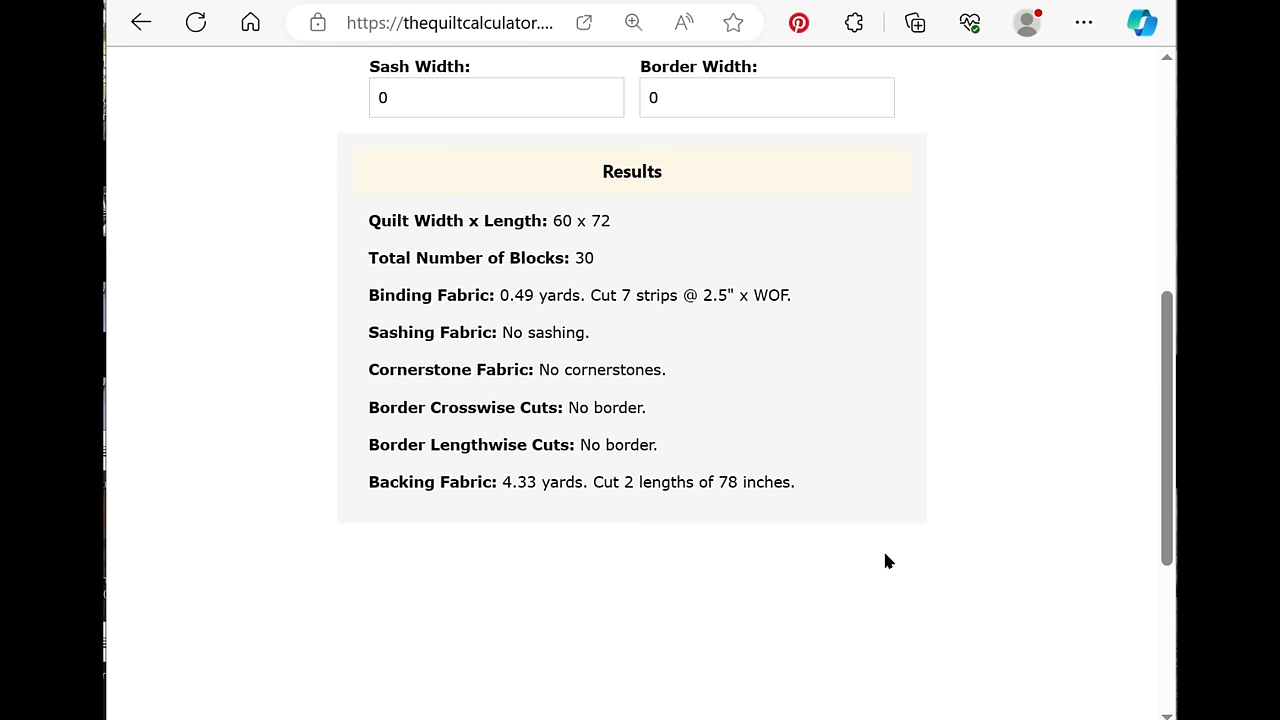 https://thequiltcalculator....
Sash Width: Border Width:
0 0
Results
Quilt Width x Length: 60 x 72
Total Number of Blocks: 30
Binding Fabric: 0.49 yards. Cut 7 strips @ 2.5" x WOF.
Sashing Fabric: No sashing.
Cornerstone Fabric: No cornerstones.
Border Crosswise Cuts: No border.
Border Lengthwise Cuts: No border.
Backing Fabric: 4.33 yards. Cut 2 lengths of 78 inches.